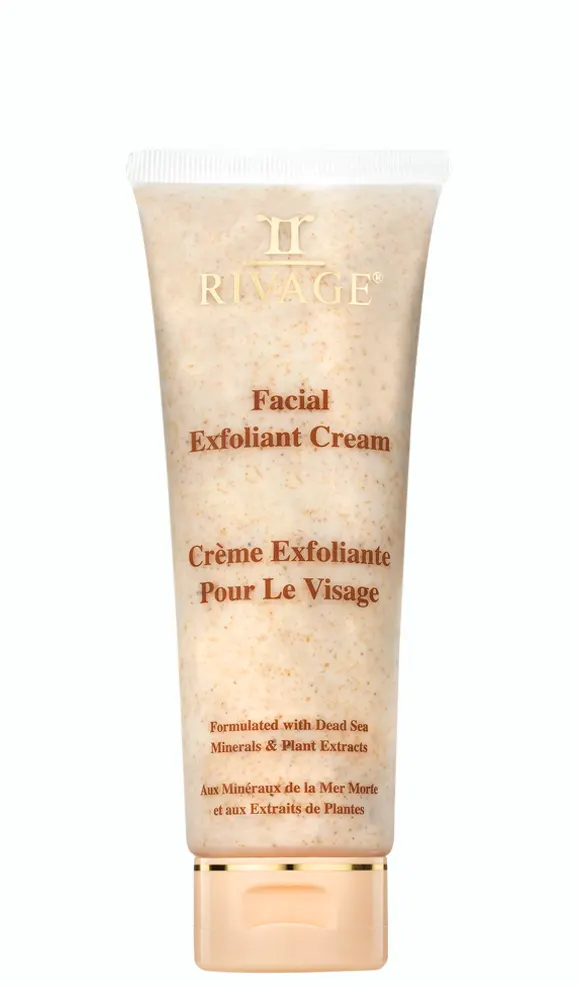 RIVAGE®
Facial
Exfoliant Cream
Crème Exfoliante
Pour Le Visage
Formulated with Dead Sea
Minerals & Plant Extracts
Aux Minéraux de la Mer Morte
et aux Extraits de Plantes